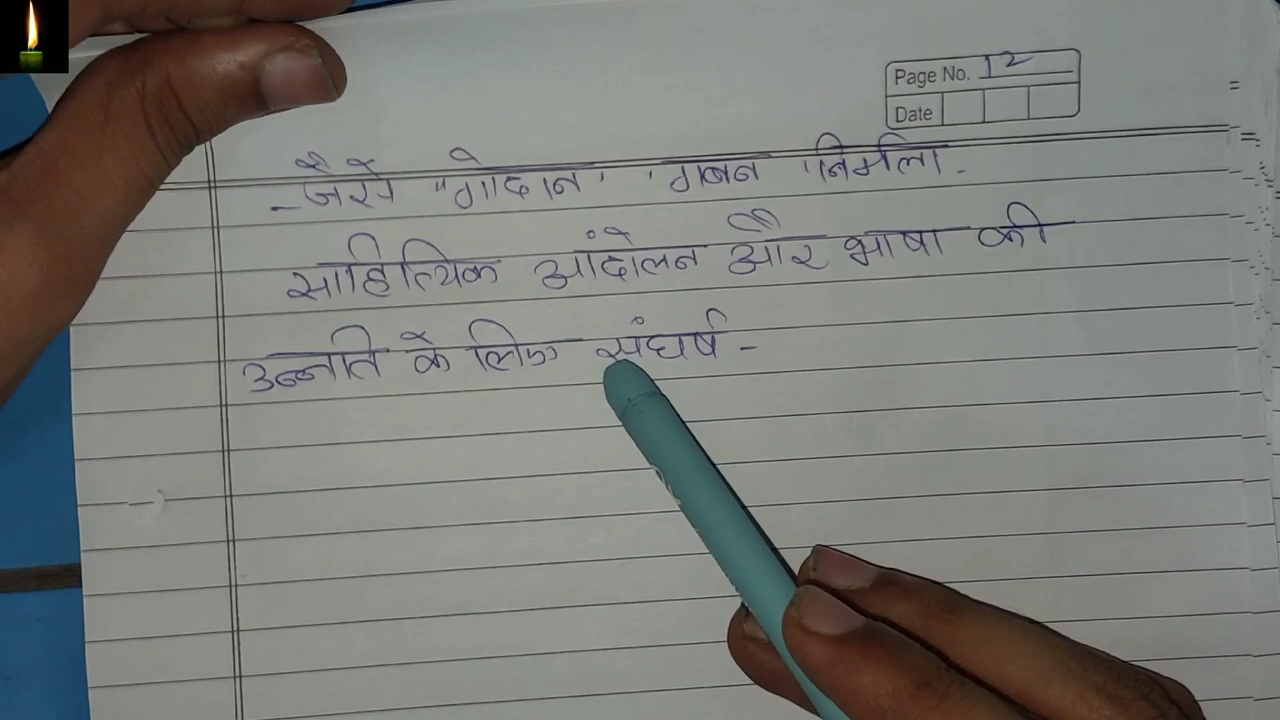 Page No. 12
Date
- जैसे "गोदान' 'गबन 'निर्मला -
साहित्यिक आंदोलन और भाषा की
उन्नति के लिए संघर्ष -